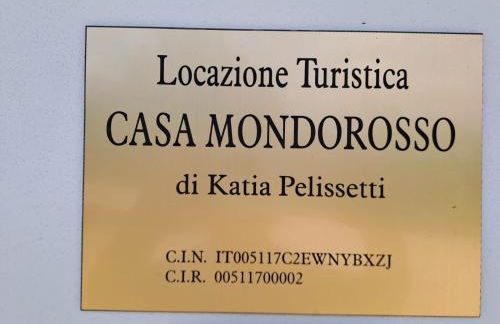 Locazione Turistica
CASA MONDOROSSO
di Katia Pelissetti
C.I.N. IT005117C2EWNYBXZJ
C.I.R. 00511700002